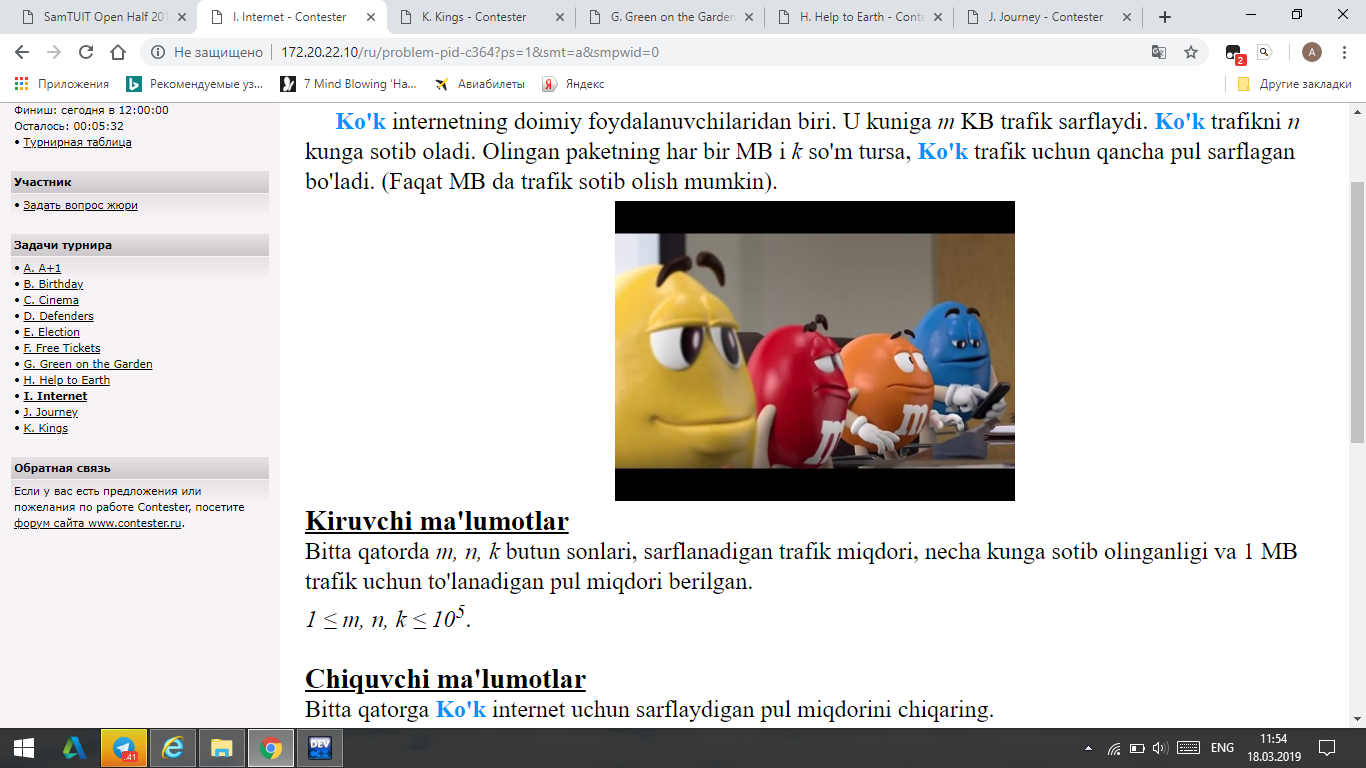 SamTUIT Open Half 20
I. Internet - Contester
K. Kings - Contester
G. Green on the Garden
H. Help to Earth - Conte
J. Journey - Contester
Не защищено
172.20.22.10/ru/problem-pid-c364?ps=1&smt=a&smpwid=0
A
2
Приложения
Рекомендуемые уз...
7 Mind Blowing 'Ha...
Авиабилеты
Яндекс
Другие закладки
Финиш: сегодня в 12:00:00
Осталось: 00:05:32
• Турнирная таблица
Участник
• Задать вопрос жюри
Задачи турнира
• A. A+1
• B. Birthday
• C. Cinema
• D. Defenders
• E. Election
• F. Free Tickets
• G. Green on the Garden
• H. Help to Earth
• I. Internet
• J. Journey
• K. Kings
Обратная связь
Если у вас есть предложения или
пожелания по работе Contester, посетите
форум сайта www.contester.ru.
Ko'k internetning doimiy foydalanuvchilaridan biri. U kuniga m KB trafik sarflaydi. Ko'k trafikni n
kunga sotib oladi. Olingan paketning har bir MB i k so'm tursa, Ko'k trafik uchun qancha pul sarflagan
bo'ladi. (Faqat MB da trafik sotib olish mumkin).
m
m
Kiruvchi ma'lumotlar
Bitta qatorda m, n, k butun sonlari, sarflanadigan trafik miqdori, necha kunga sotib olinganligi va 1 MB
trafik uchun to'lanadigan pul miqdori berilgan.
1 ≤ m, n, k ≤ 10⁵.
Chiquvchi ma'lumotlar
Bitta qatorga Ko'k internet uchun sarflaydigan pul miqdorini chiqaring.
41
DEV
ENG
11:54
18.03.2019